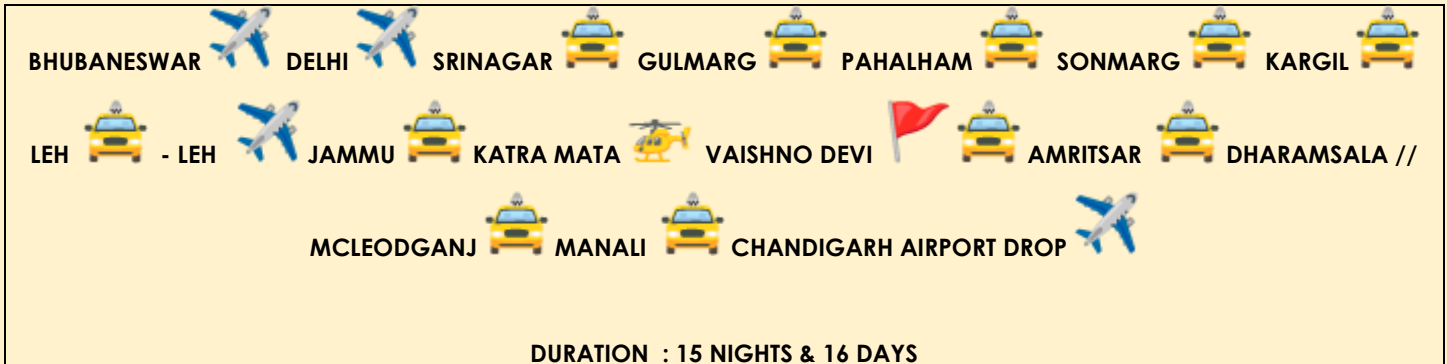 BHUBANESWAR DELHI SRINAGAR GULMARG PAHALHAM SONMARG KARGIL
LEH - LEH JAMMU KATRA MATA VAISHNO DEVI AMRITSAR DHARAMSALA //
MCLEODGANJ MANALI CHANDIGARH AIRPORT DROP
DURATION : 15 NIGHTS & 16 DAYS